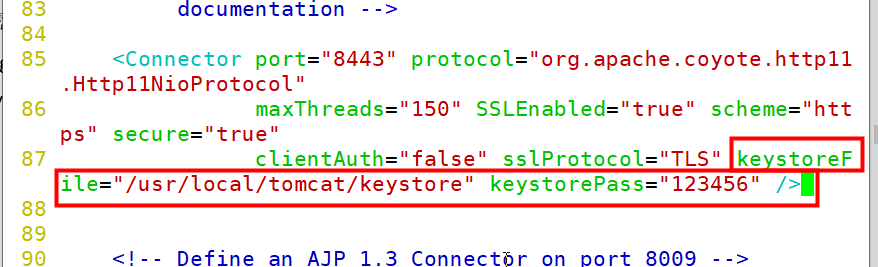 83         documentation -->
84
85    <Connector port="8443" protocol="org.apache.coyote.http11
.Http11NioProtocol"
86               maxThreads="150" SSLEnabled="true" scheme="htt
ps" secure="true"
87               clientAuth="false" sslProtocol="TLS" keystoreF
ile="/usr/local/tomcat/keystore" keystorePass="123456" />
88
89
90    <!-- Define an AJP 1.3 Connector on port 8009 -->